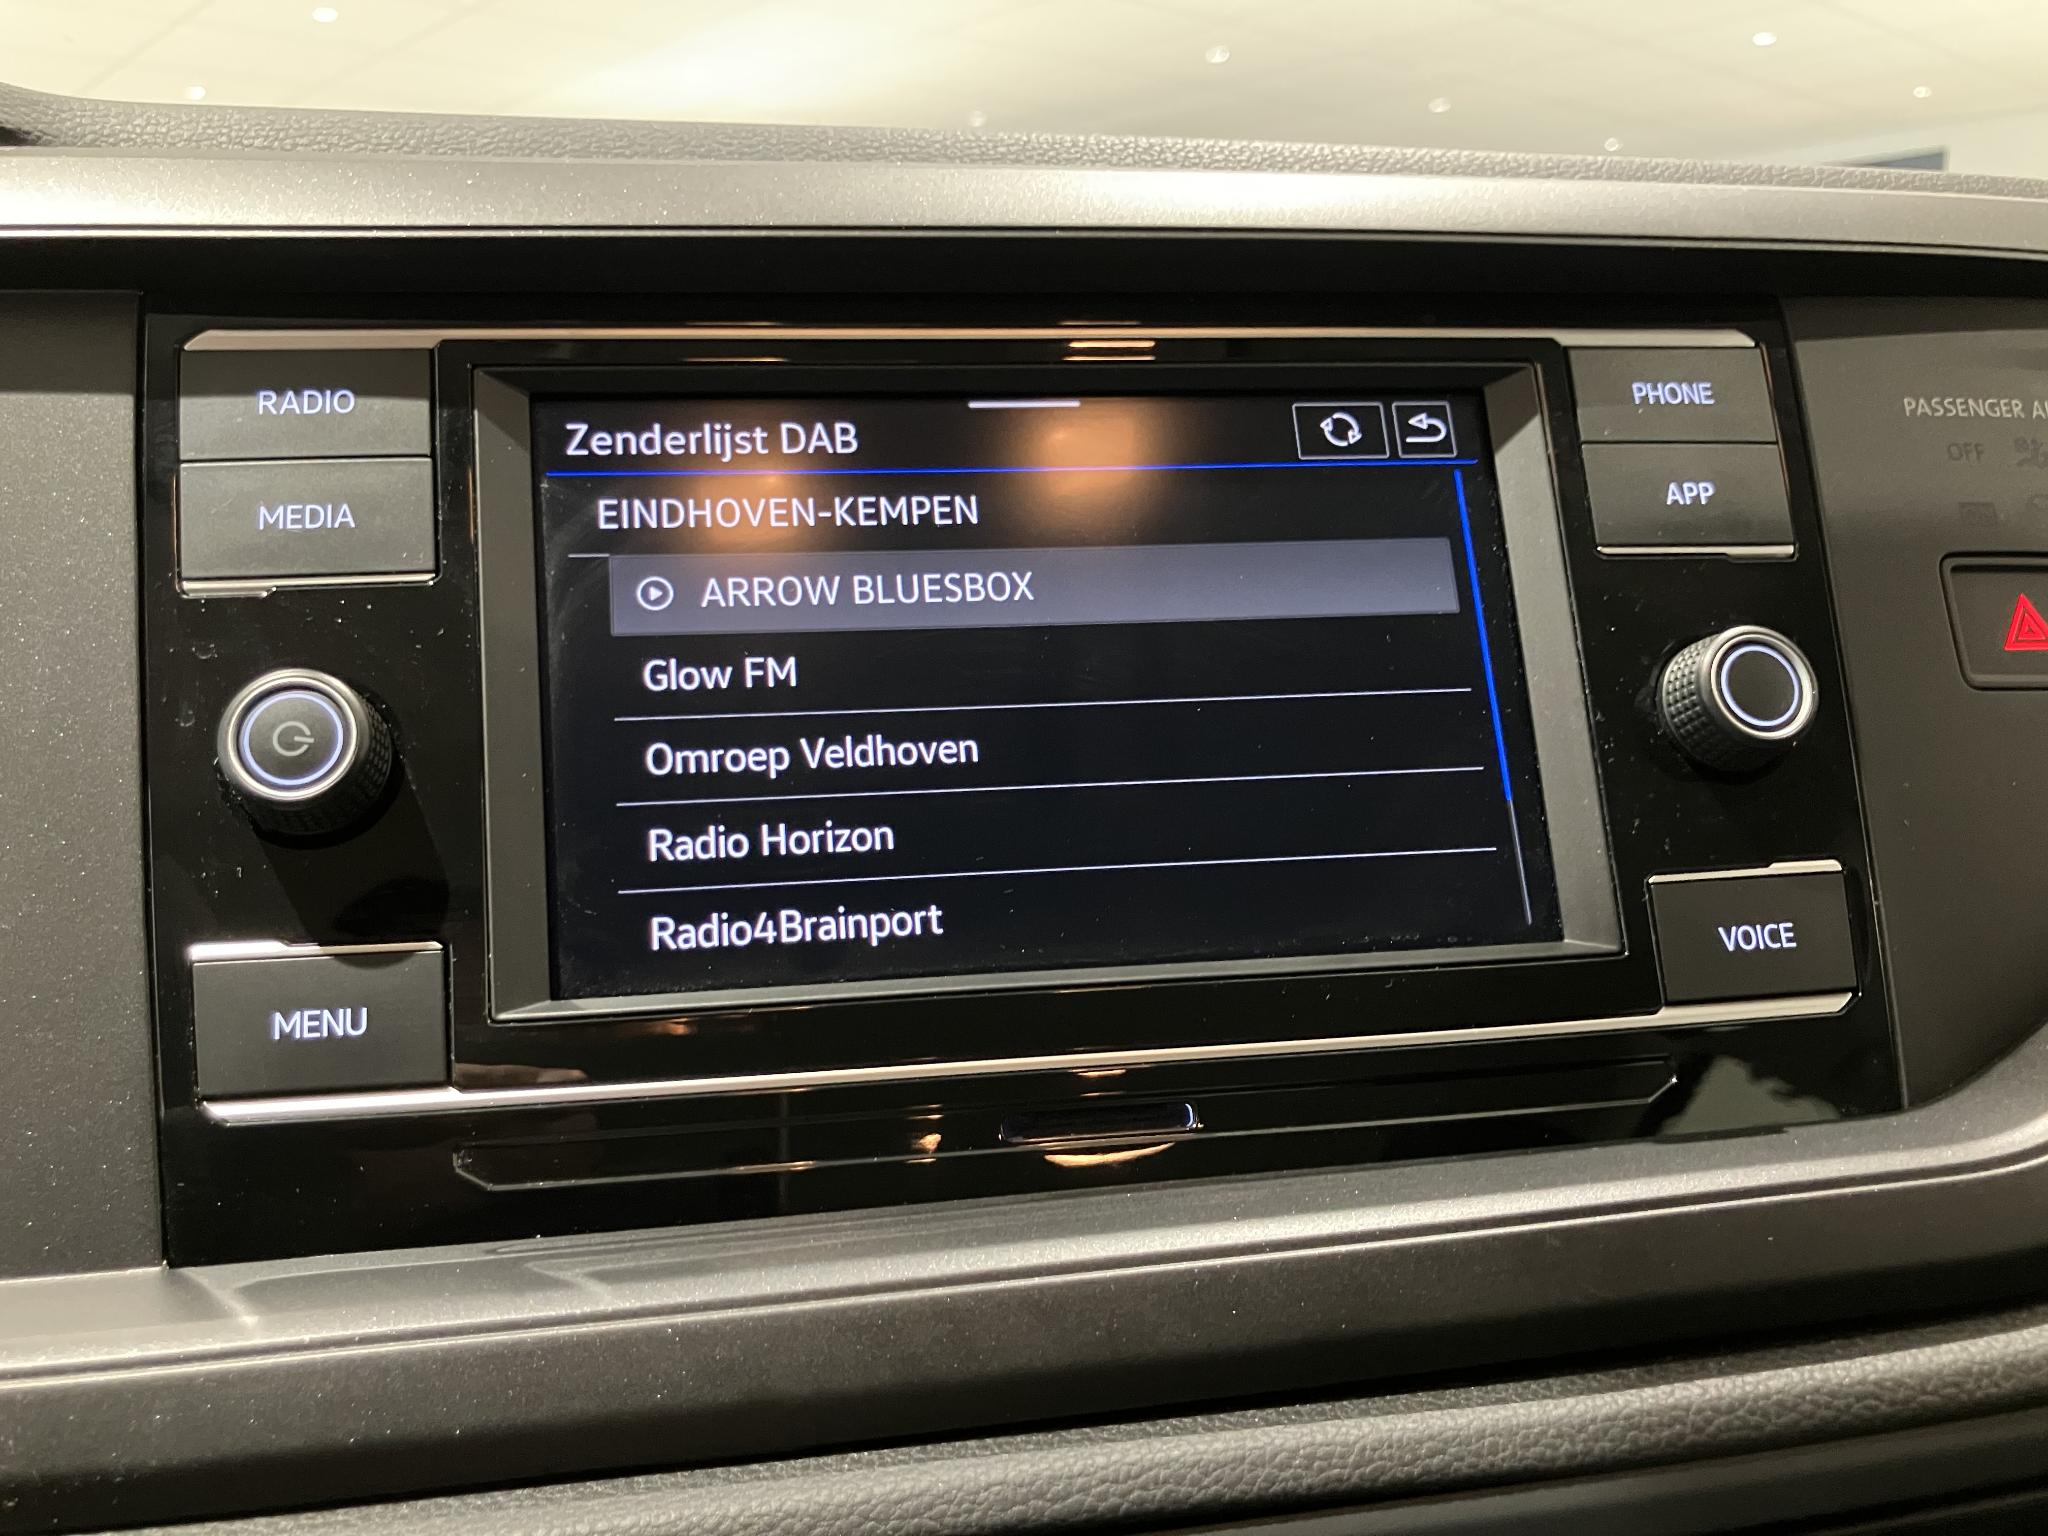 RADIO
MEDIA
MENU
Zenderlijst DAB
EINDHOVEN-KEMPEN
ARROW BLUESBOX
Glow FM
Omroep Veldhoven
Radio Horizon
Radio4Brainport
PHONE
APP
VOICE
PASSENGER
OFF